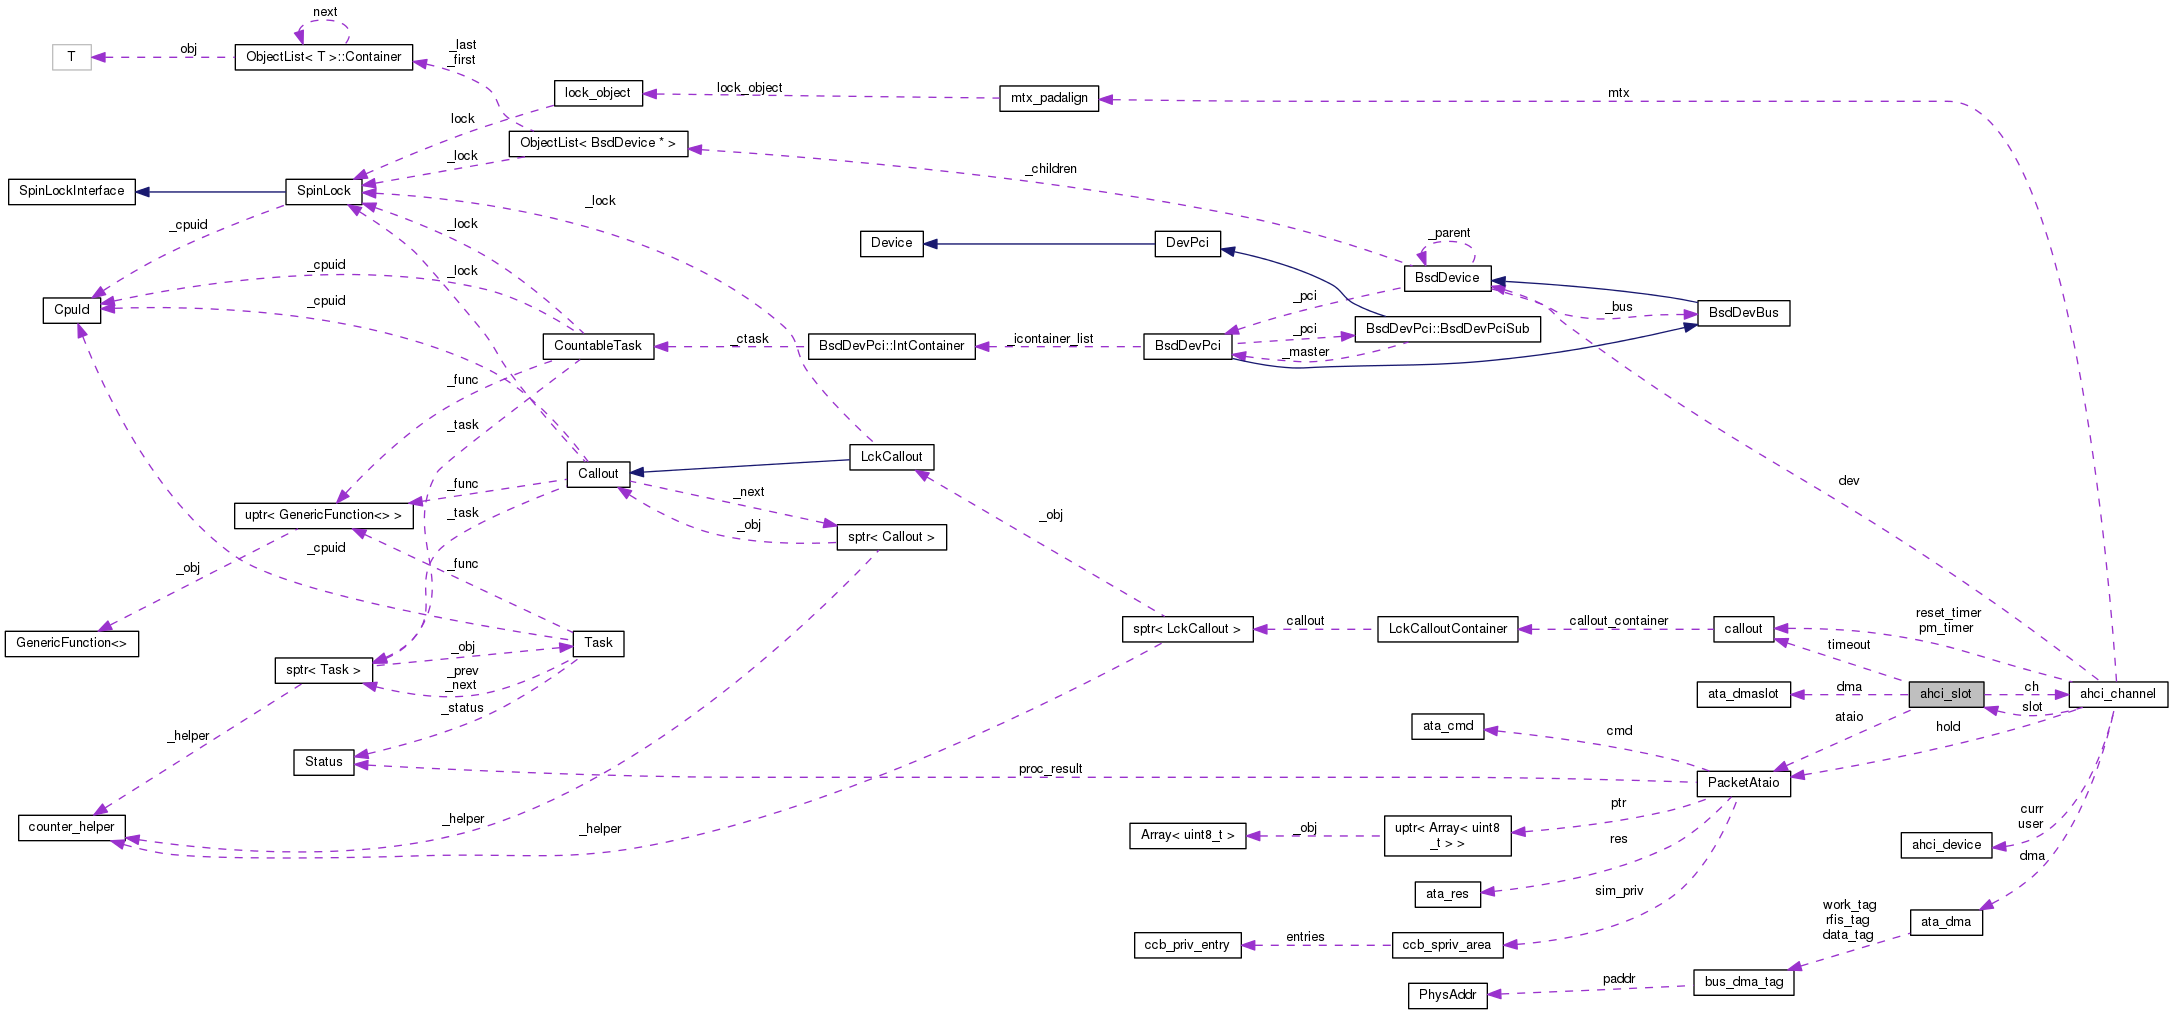 next
T
obj
ObjectList< T >::Container
_last
_first
lock_object
lock_object
mtx_padalign
mtx
lock
ObjectList< BsdDevice * >
_lock
_children
SpinLockInterface
SpinLock
_lock
_cpuid
_lock
Device
DevPci
_parent
BsdDevice
_cpuid
_lock
_pci
_bus
BsdDevBus
CpuId
_cpuid
CountableTask
_ctask
BsdDevPci::IntContainer
_icontainer_list
BsdDevPci
_pci
_master
BsdDevPci::BsdDevPciSub
_func
_task
LckCallout
Callout
_func
_next
dev
uptr< GenericFunction<> >
_task
_obj
sptr< Callout >
_obj
_cpuid
_func
_obj
GenericFunction<>
Task
sptr< LckCallout >
callout
LckCalloutContainer
callout_container
callout
reset_timer
pm_timer
timeout
sptr< Task >
_obj
_prev
_next
_status
ata_dmaslot
dma
ahci_slot
ch
slot
ahci_channel
ata_cmd
cmd
ataio
hold
_helper
Status
proc_result
PacketAtaio
counter_helper
_helper
_helper
Array< uint8_t >
_obj
uptr< Array< uint8
_t > >
ptr
res
curr
user
ahci_device
dma
ata_res
sim_priv
work_tag
rfis_tag
data_tag
ata_dma
ccb_priv_entry
entries
ccb_spriv_area
PhysAddr
paddr
bus_dma_tag